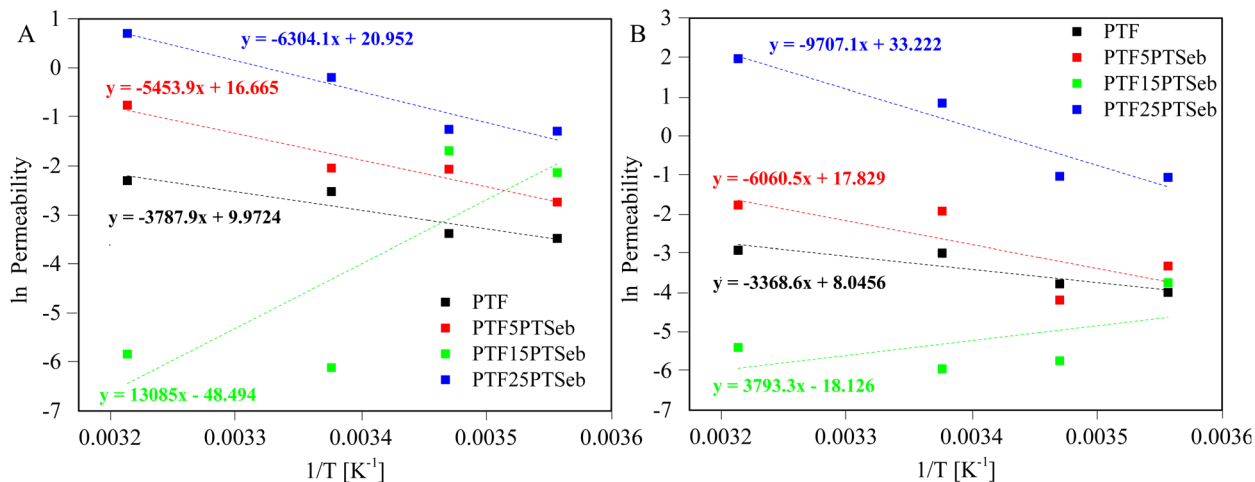 A
ln Permeability
1
0
-1
-2
-3
-4
-5
-6
-7
y = -6304.1x + 20.952
y = -5453.9x + 16.665
y = -3787.9x + 9.9724
y = 13085x - 48.494
PTF
PTF5PTSeb
PTF15PTSeb
PTF25PTSeb
0.0032
0.0033
0.0034
0.0035
0.0036
1/T [K⁻¹]
B
ln Permeability
3
2
1
0
-1
-2
-3
-4
-5
-6
-7
PTF
PTF5PTSeb
PTF15PTSeb
PTF25PTSeb
y = -9707.1x + 33.222
y = -6060.5x + 17.829
y = -3368.6x + 8.0456
y = 3793.3x - 18.126
0.0032
0.0033
0.0034
0.0035
0.0036
1/T [K⁻¹]